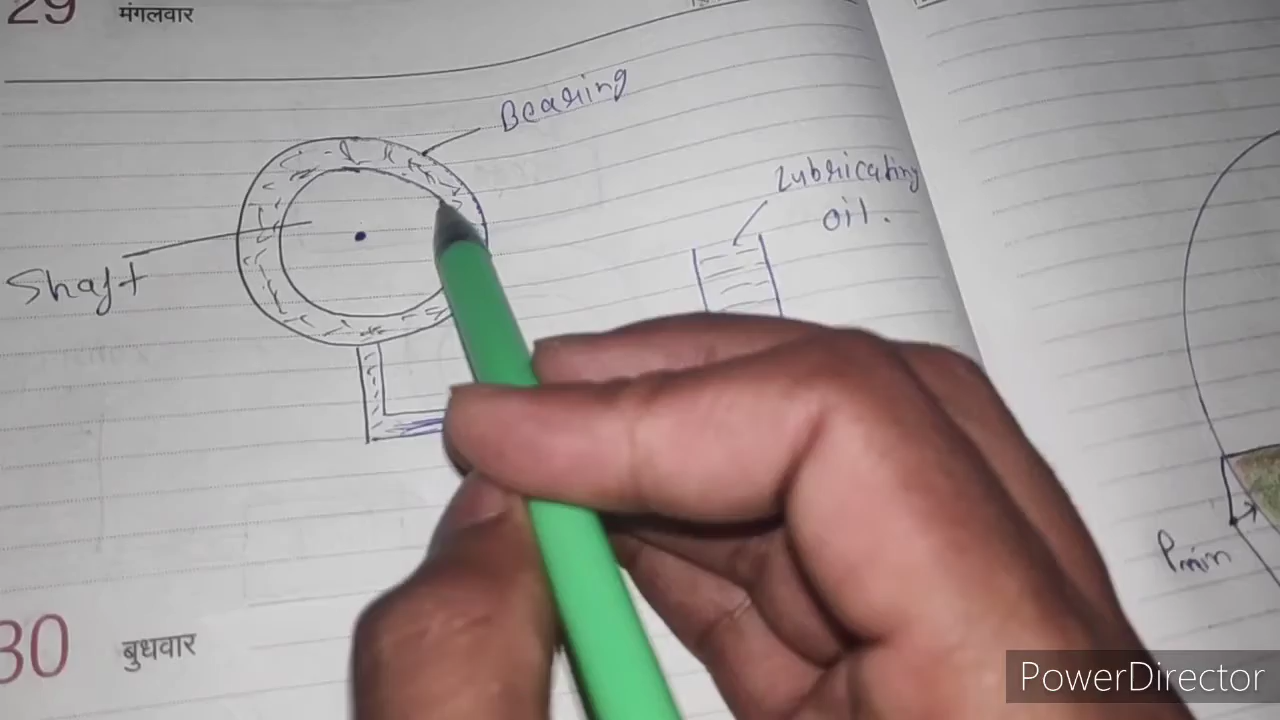 29 मंगलवार
Bearing
Lubricating
oil.
Shaft
Pmin
30 बुधवार
PowerDirector